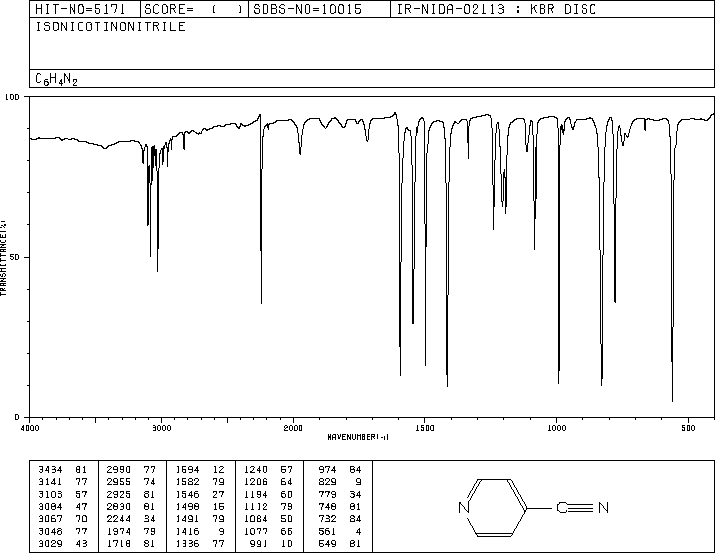 HIT-NO=5171 SCORE= ( ) SDBS-NO=10015 IR-NIDA-02113 : KBR DISC
ISONICOTINONITRILE
C6H4N2
100
50
0
TRANSMITTANCE(%)
4000 3000 2000 1500 1000 500
WAVENUMBER(-1)
3434 81 2990 77 1594 12 1240 57 974 84
3141 77 2955 74 1582 79 1206 64 829 9
3103 57 2925 81 1546 27 1194 60 779 34
3084 47 2830 81 1498 15 1112 79 748 81
3067 70 2244 34 1491 79 1084 50 732 84
3046 77 1974 79 1416 9 1077 66 561 4
3029 43 1718 81 1336 77 991 10 549 81
N C N